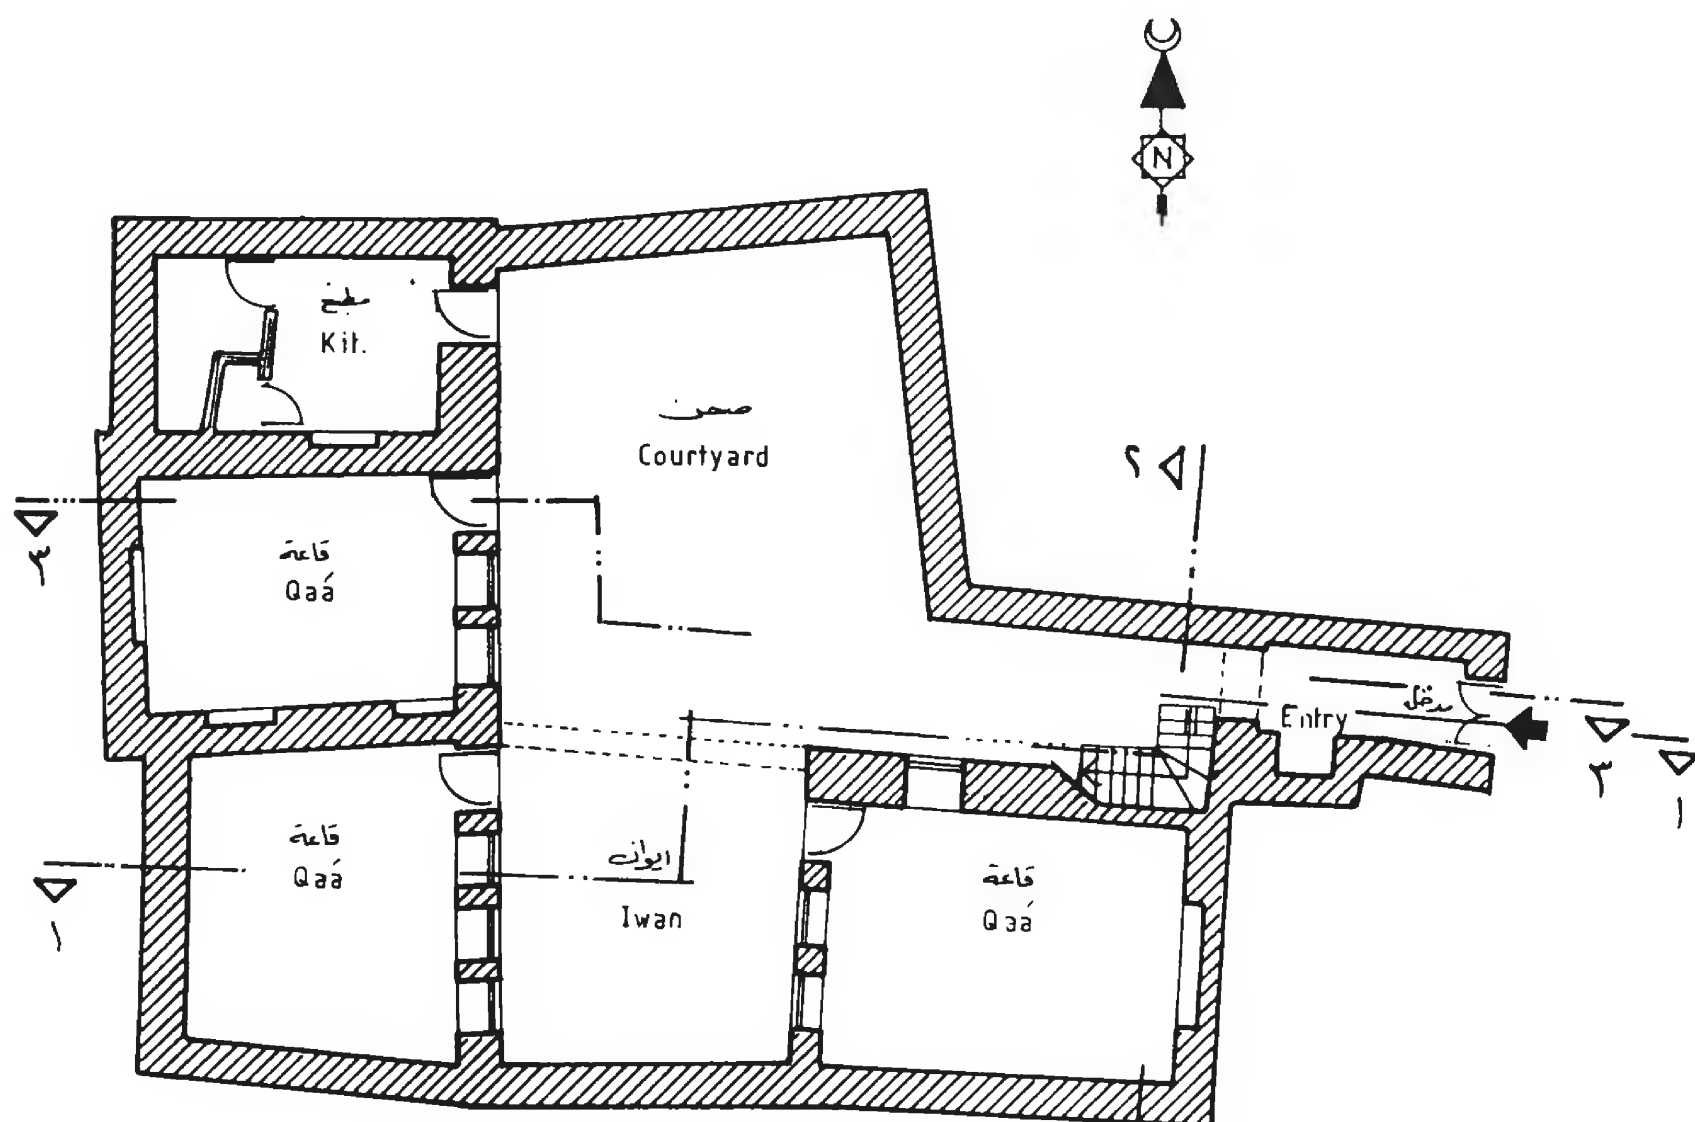 N
مطبخ
Kit.
صحن
Courtyard
٢
٣
قاعة
Qaá
مدخل
Entry
٣
١
قاعة
Qaá
ايوان
Iwan
قاعة
Qaá
١